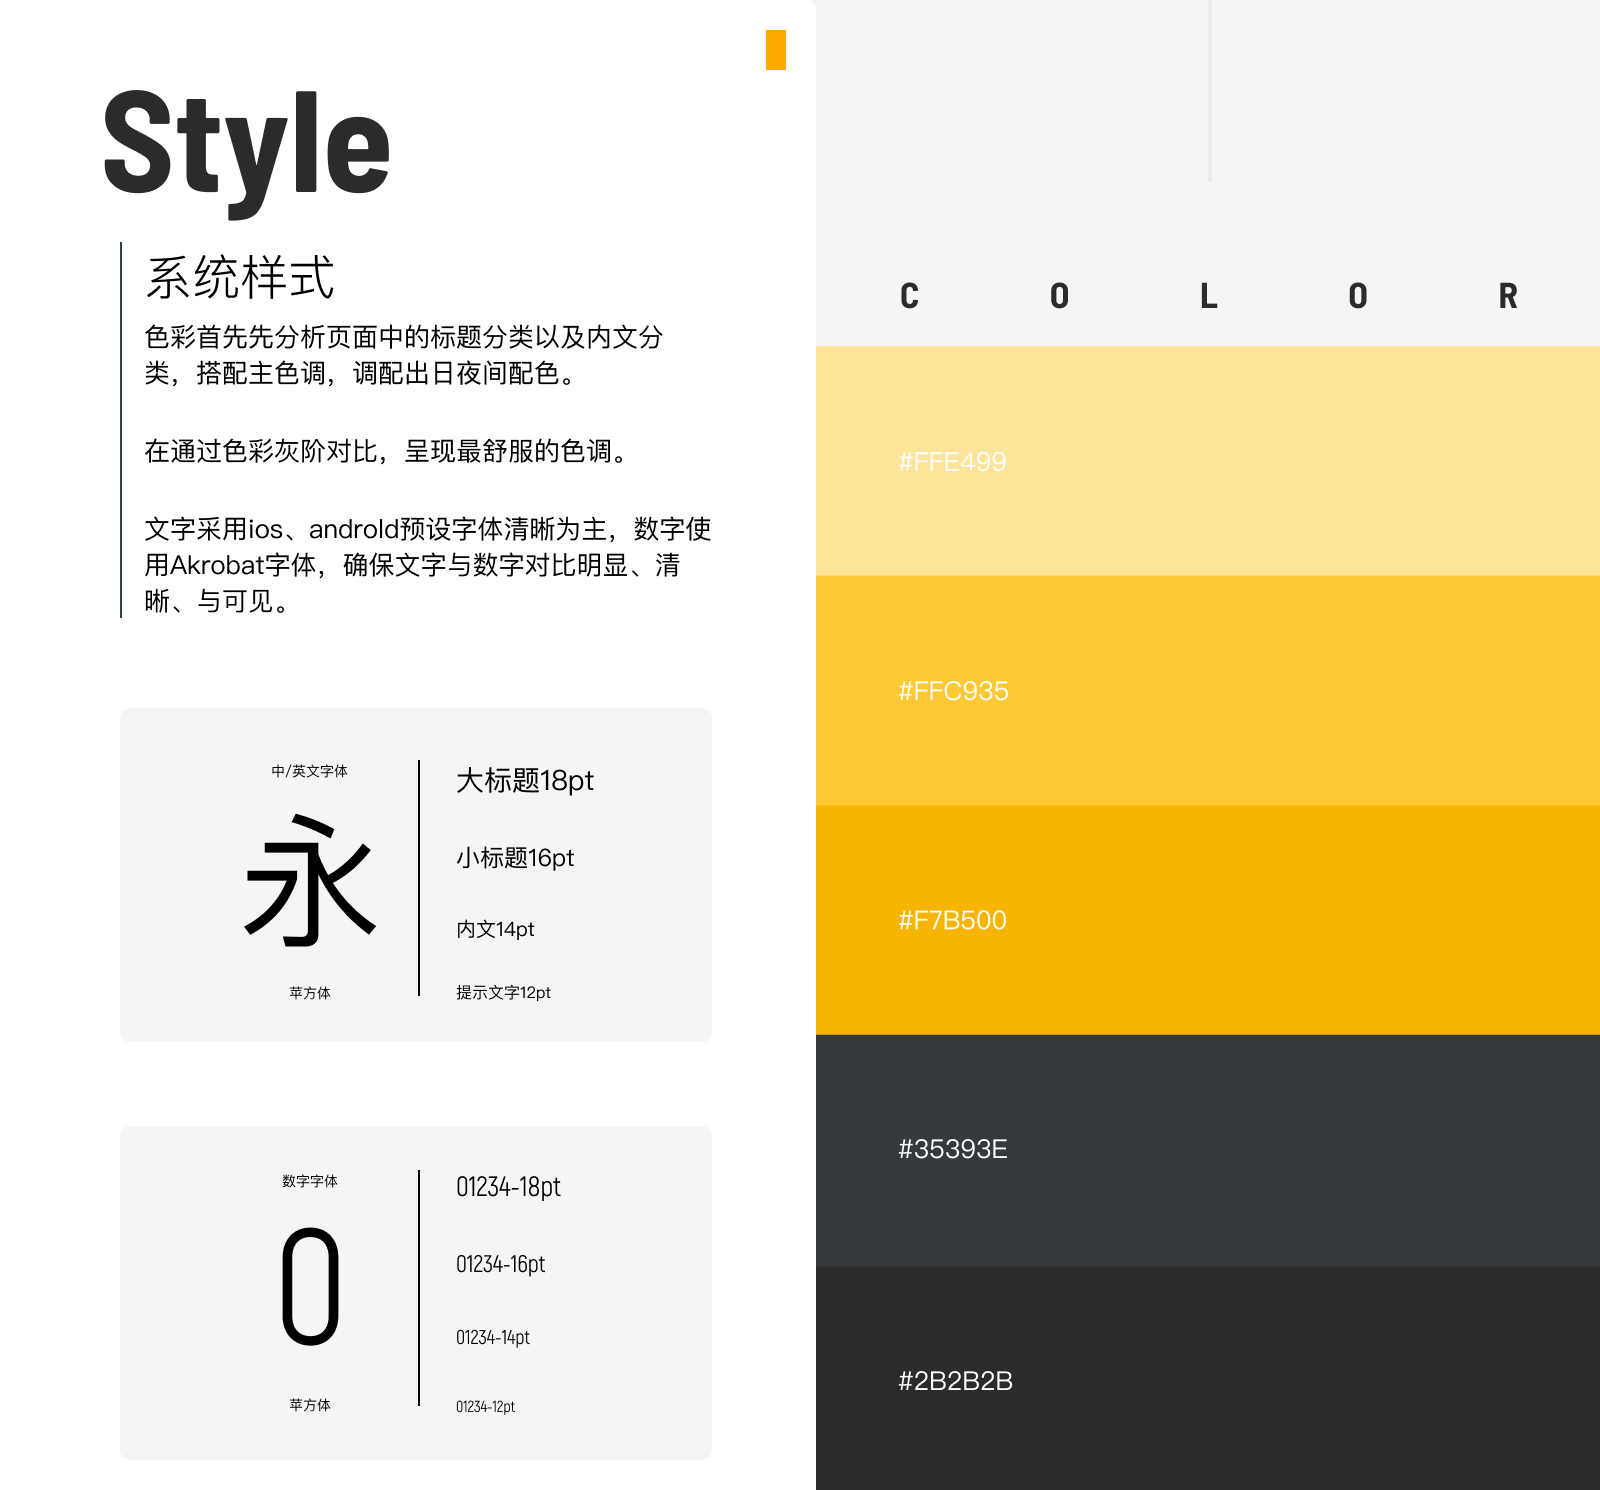 Style
系统样式
色彩首先先分析页面中的标题分类以及内文分
类，搭配主色调，调配出日夜间配色。
在通过色彩灰阶对比，呈现最舒服的色调。
文字采用ios、androld预设字体清晰为主，数字使
用Akrobat字体，确保文字与数字对比明显、清
晰、与可见。
中/英文字体
永
苹方体
大标题18pt
小标题16pt
内文14pt
提示文字12pt
数字字体
0
苹方体
01234-18pt
01234-16pt
01234-14pt
01234-12pt
C O L O R
#FFE499
#FFC935
#F7B500
#35393E
#2B2B2B